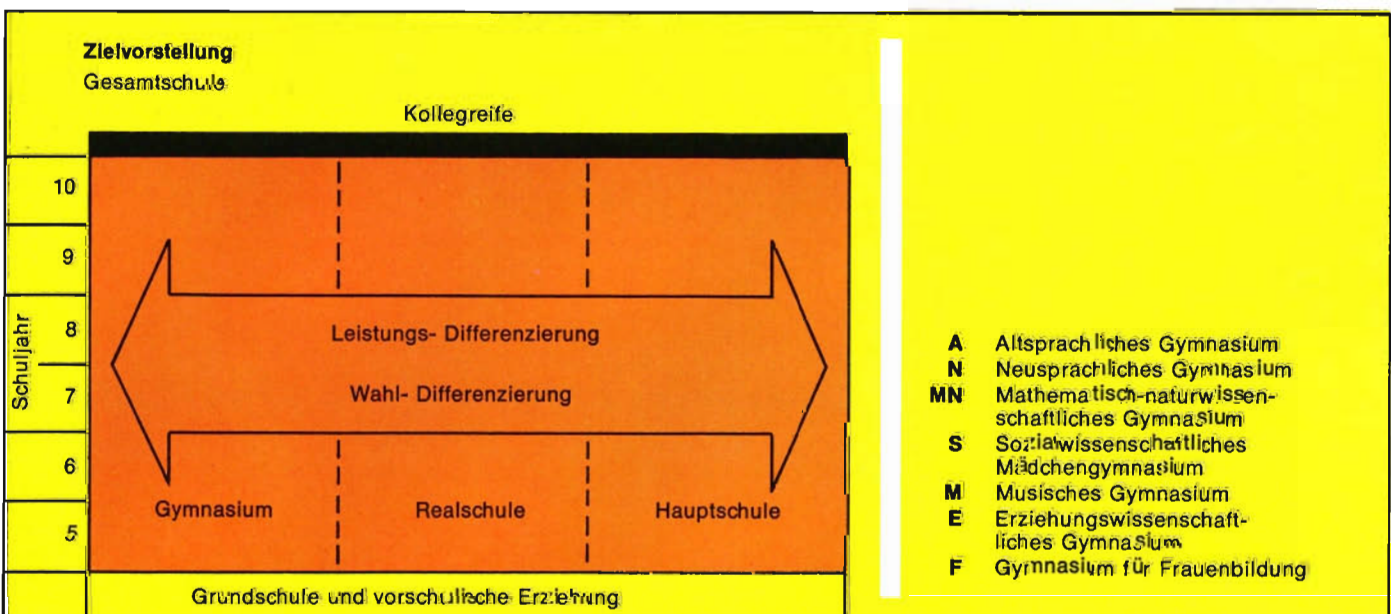 Zielvorstellung
Gesamtschule
Kollegreife
10
9
8
7
6
5
Schuljahr
Leistungs- Differenzierung
Wahl- Differenzierung
Gymnasium Realschule Hauptschule
Grundschule und vorschulische Erziehung
A Altsprachliches Gymnasium
N Neusprachliches Gymnasium
MN Mathematisch-naturwissen-
schaftliches Gymnasium
S Sozialwissenschaftliches
Mädchengymnasium
M Musisches Gymnasium
E Erziehungswissenschaft-
liches Gymnasium
F Gymnasium für Frauenbildung